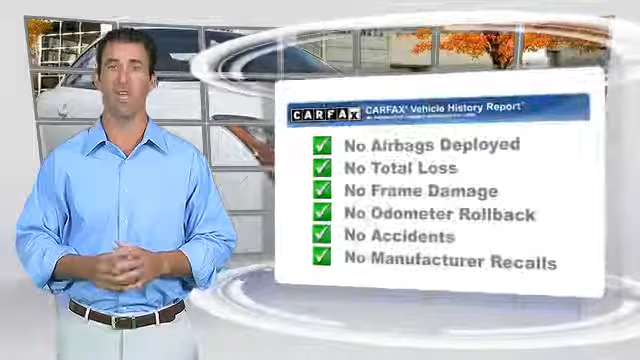 CARFAX CARFAX® Vehicle History Report™
No Airbags Deployed
No Total Loss
No Frame Damage
No Odometer Rollback
No Accidents
No Manufacturer Recalls